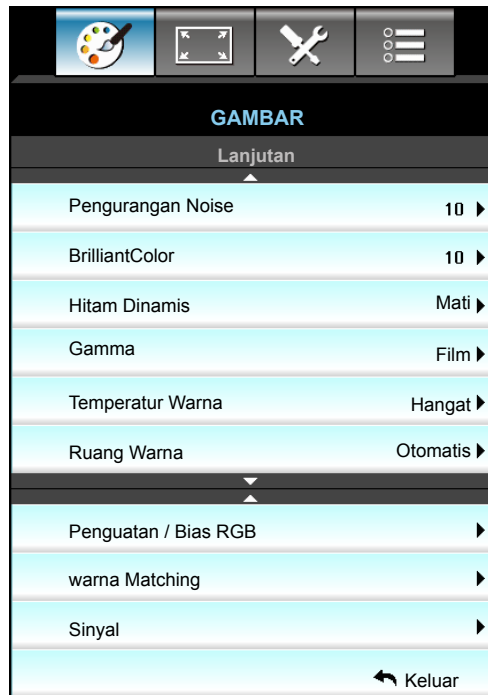 GAMBAR
Lanjutan
Pengurangan Noise 10
BrilliantColor 10
Hitam Dinamis Mati
Gamma Film
Temperatur Warna Hangat
Ruang Warna Otomatis
Penguatan / Bias RGB
warna Matching
Sinyal
Keluar